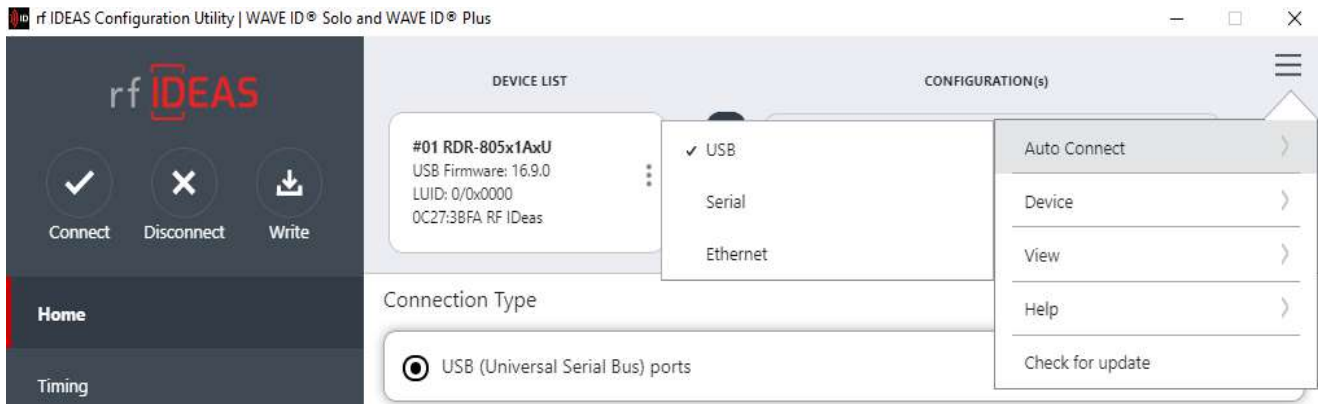 rf IDEAS Configuration Utility | WAVE ID® Solo and WAVE ID® Plus
rf IDEAS
Connect
Disconnect
Write
Home
Timing
DEVICE LIST
CONFIGURATION(s)
#01 RDR-805x1AxU
USB Firmware: 16.9.0
LUID: 0/0x0000
0C27:3BFA RF IDeas
✓ USB
Serial
Ethernet
Auto Connect
Device
View
Help
Check for update
Connection Type
USB (Universal Serial Bus) ports